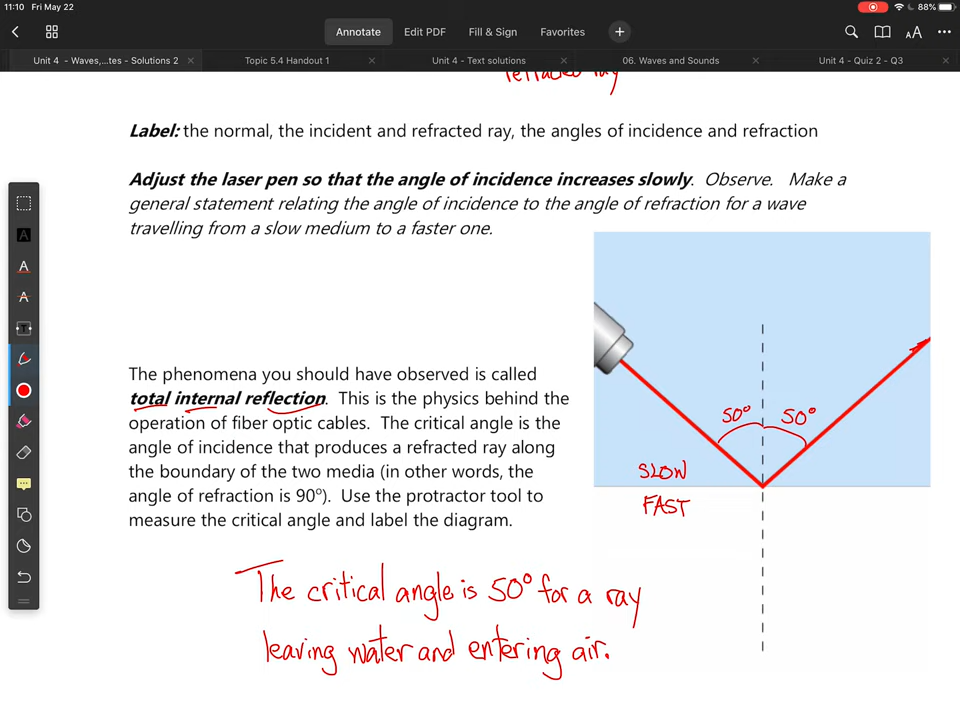 11:10 Fri May 22
88%
Annotate Edit PDF Fill & Sign Favorites
AA
Unit 4 - Waves,...tes - Solutions 2 Topic 5.4 Handout 1 Unit 4 - Text solutions 06. Waves and Sounds Unit 4 - Quiz 2 - Q3
refracted ray
Label: the normal, the incident and refracted ray, the angles of incidence and refraction
Adjust the laser pen so that the angle of incidence increases slowly. Observe. Make a
general statement relating the angle of incidence to the angle of refraction for a wave
travelling from a slow medium to a faster one.
The phenomena you should have observed is called
total internal reflection. This is the physics behind the
operation of fiber optic cables. The critical angle is the
angle of incidence that produces a refracted ray along
the boundary of the two media (in other words, the
angle of refraction is 90°). Use the protractor tool to
measure the critical angle and label the diagram.
50° 50°
SLOW
FAST
The critical angle is 50° for a ray
leaving water and entering air.
A
A
A
T